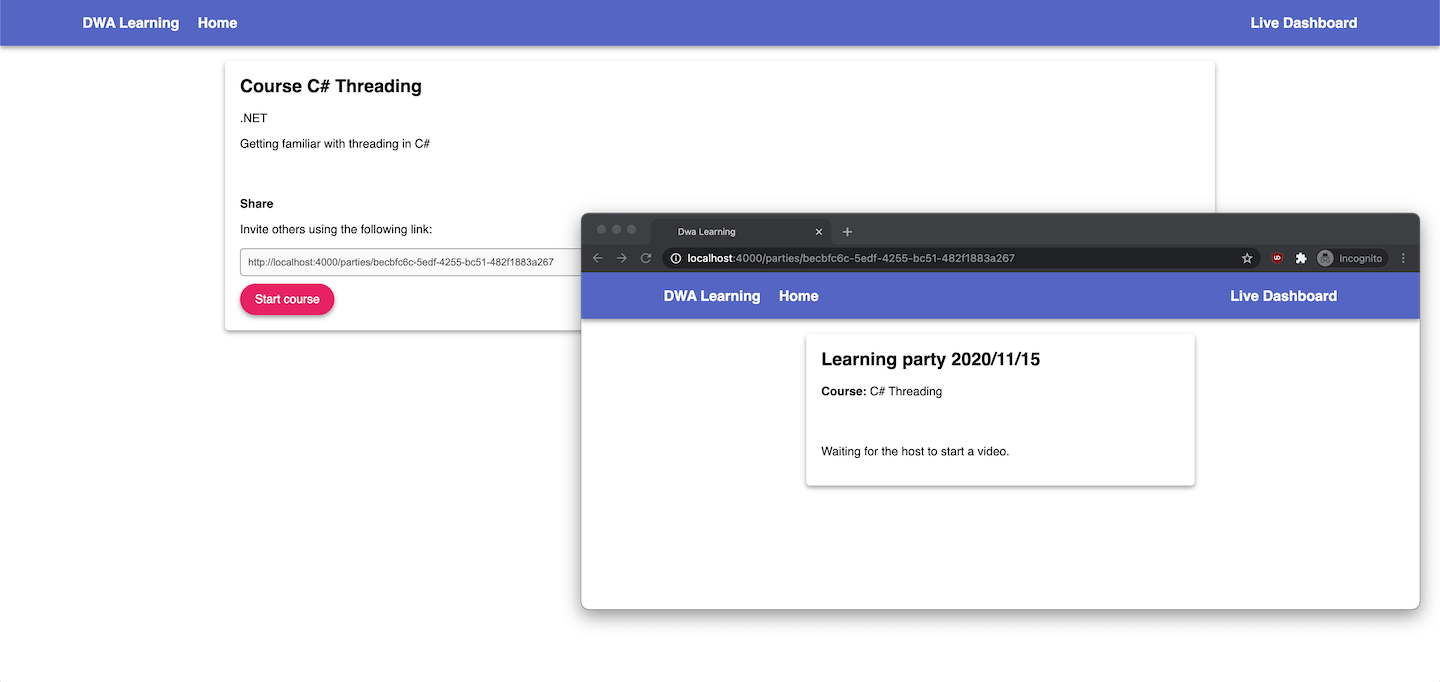 DWA Learning Home Live Dashboard
Course C# Threading
.NET
Getting familiar with threading in C#
Share
Invite others using the following link:
http://localhost:4000/parties/becbfc6c-5edf-4255-bc51-482f1883a267
Start course
Dwa Learning
localhost:4000/parties/becbfc6c-5edf-4255-bc51-482f1883a267 UD Incognito
DWA Learning Home Live Dashboard
Learning party 2020/11/15
Course: C# Threading
Waiting for the host to start a video.